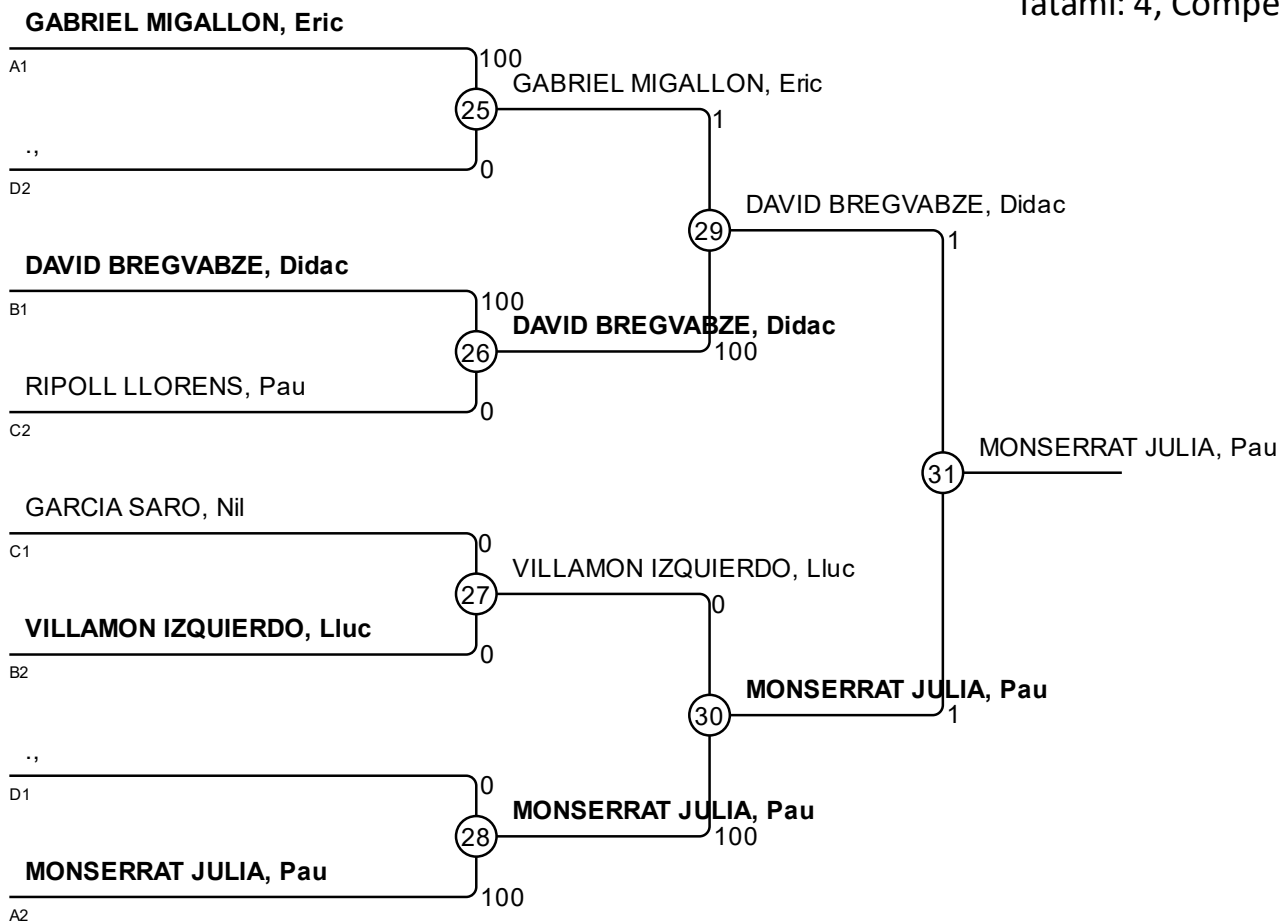 Tatami: 4, Compe
GABRIEL MIGALLON, Eric
A1
100
GABRIEL MIGALLON, Eric
25
1
.,
0
D2
DAVID BREGVABZE, Didac
29
1
DAVID BREGVABZE, Didac
B1
100
DAVID BREGVABZE, Didac
26
100
RIPOLL LLORENS, Pau
0
C2
MONSERRAT JULIA, Pau
31
GARCIA SARO, Nil
C1
0
VILLAMON IZQUIERDO, Lluc
27
0
VILLAMON IZQUIERDO, Lluc
0
B2
MONSERRAT JULIA, Pau
30
1
.,
D1
0
MONSERRAT JULIA, Pau
28
100
MONSERRAT JULIA, Pau
100
A2